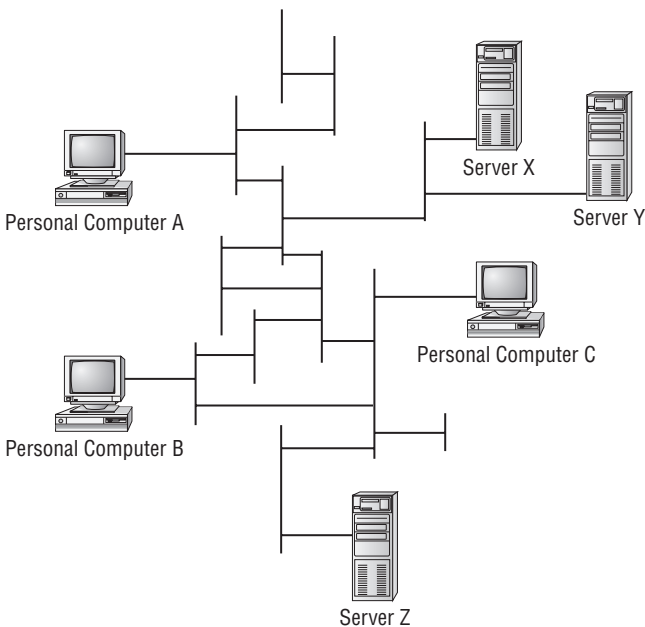 Server X
Personal Computer A
Server Y
Personal Computer C
Personal Computer B
Server Z